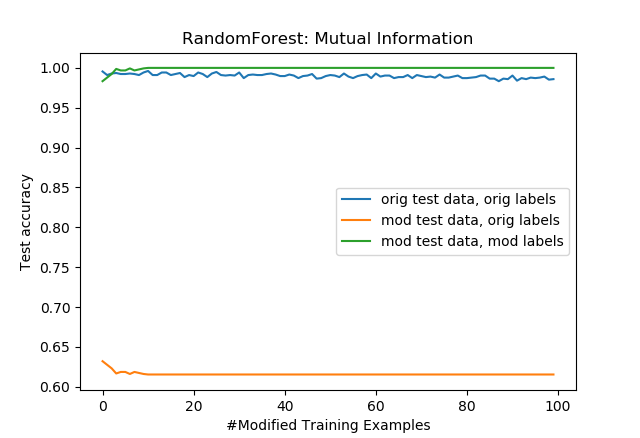 RandomForest: Mutual Information
Test accuracy
1.00
0.95
0.90
0.85
0.80
0.75
0.70
0.65
0.60
orig test data, orig labels
mod test data, orig labels
mod test data, mod labels
0 20 40 60 80 100
#Modified Training Examples